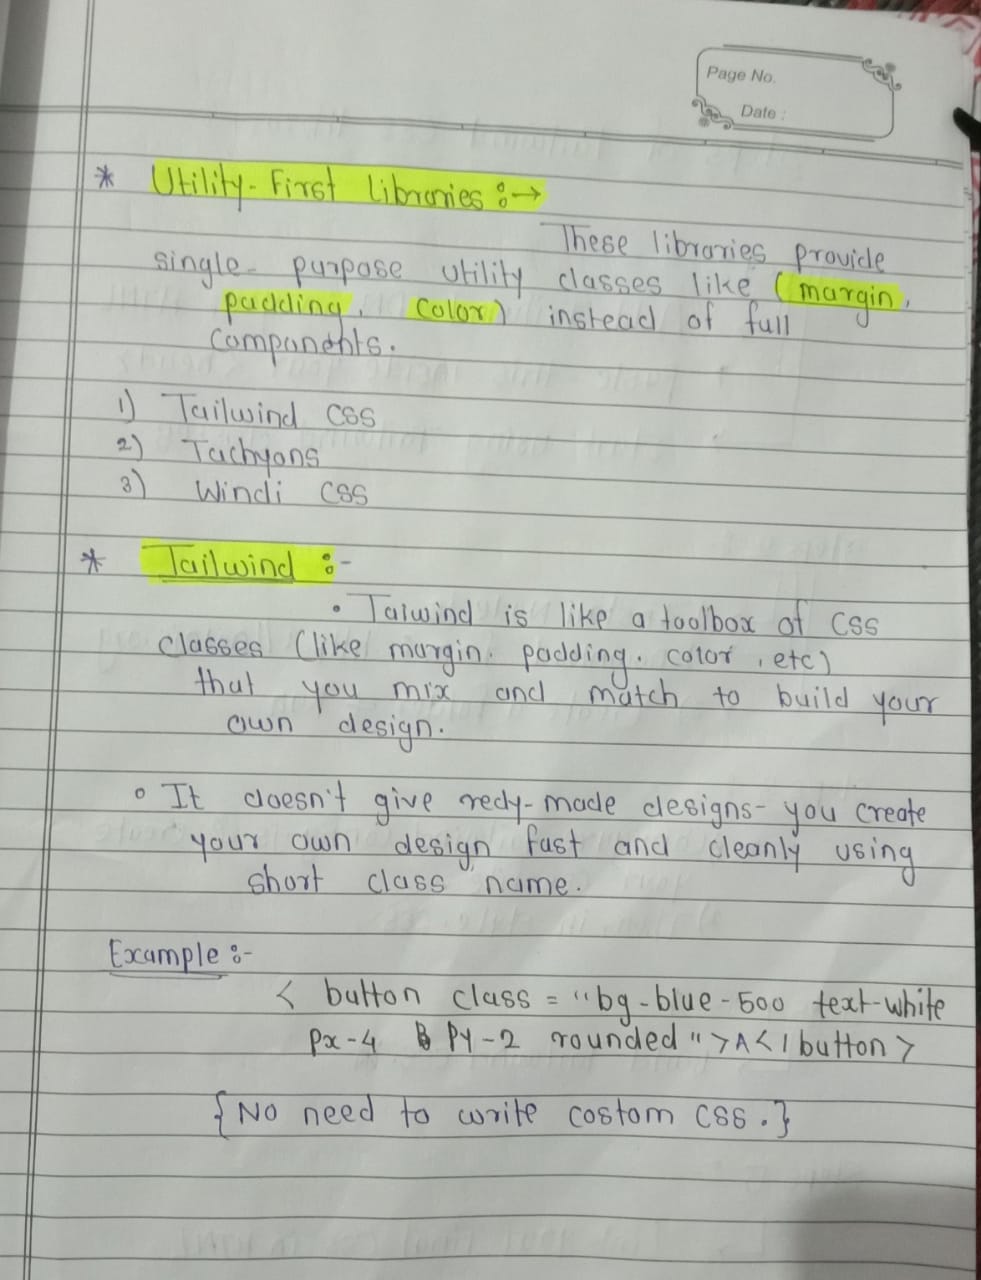 Page No.
Date :
* Utility-First libraries :→
These libraries provide
single-purpose utility classes like (margin,
padding, color) instead of full
components.
1) Tailwind CSS
2) Tachyons
3) Windi CSS
* Tailwind :-
• Taiwind is like a toolbox of CSS
classes (like margin. padding. color , etc)
that you mix and match to build your
own design.
• It doesn't give redy-made designs- you create
your own design, fast and cleanly using
short class name.
Example :-
< button class = "bg-blue-500 text-white
px-4 py-2 rounded ">A</button>
{No need to write costom CSS.}